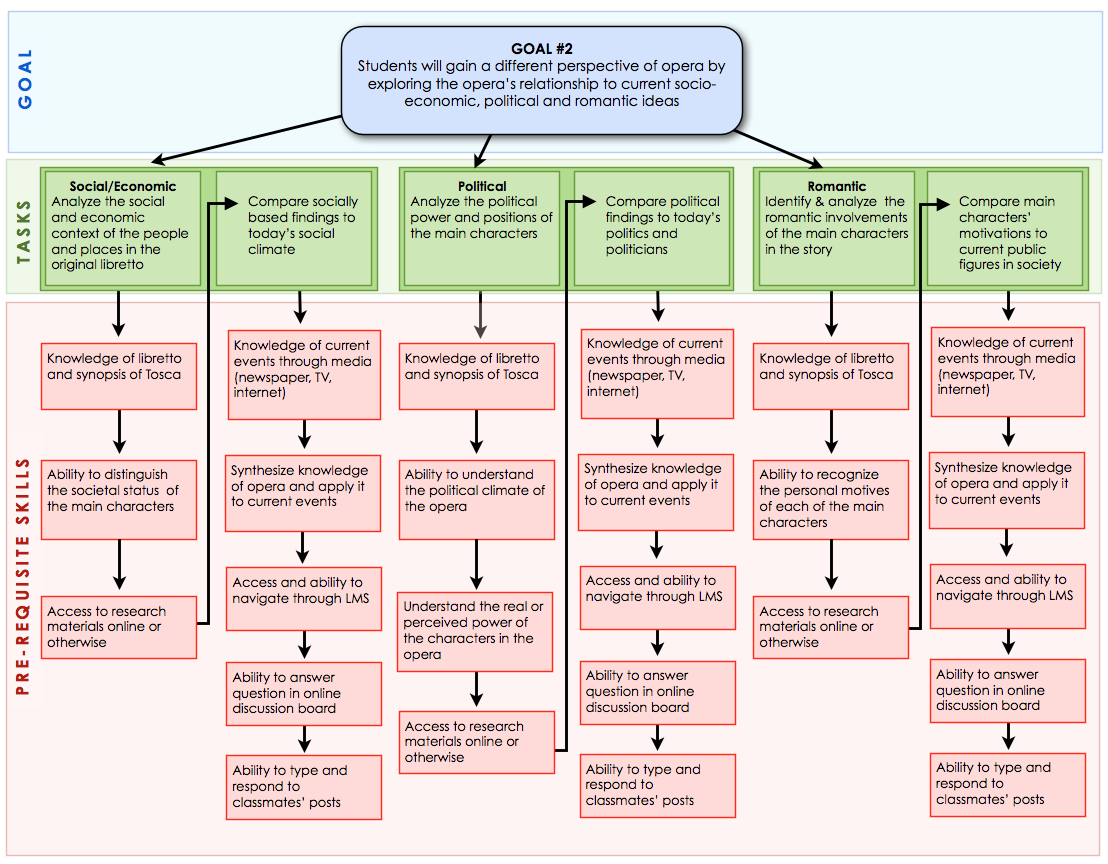 GOAL
GOAL #2
Students will gain a different perspective of opera by
exploring the opera's relationship to current socio-
economic, political and romantic ideas
TASKS
Social/Economic
Analyze the social
and economic
context of the people
and places in the
original libretto
Compare socially
based findings to
today's social
climate
Political
Analyze the political
power and positions of
the main characters
Compare political
findings to today's
politics and
politicians
Romantic
Identify & analyze the
romantic involvements
of the main characters
in the story
Compare main
characters'
motivations to
current public
figures in society
PRE-REQUISITE SKILLS
Knowledge of libretto
and synopsis of Tosca
Ability to distinguish
the societal status of
the main characters
Access to research
materials online or
otherwise
Knowledge of current
events through media
(newspaper, TV,
internet)
Synthesize knowledge
of opera and apply it
to current events
Access and ability to
navigate through LMS
Ability to answer
question in online
discussion board
Ability to type and
respond to
classmates' posts
Knowledge of libretto
and synopsis of Tosca
Ability to understand
the political climate of
the opera
Understand the real or
perceived power of
the characters in the
opera
Access to research
materials online or
otherwise
Knowledge of current
events through media
(newspaper, TV,
internet)
Synthesize knowledge
of opera and apply it
to current events
Access and ability to
navigate through LMS
Ability to answer
question in online
discussion board
Ability to type and
respond to
classmates' posts
Knowledge of libretto
and synopsis of Tosca
Ability to recognize
the personal motives
of each of the main
characters
Access to research
materials online or
otherwise
Knowledge of current
events through media
(newspaper, TV,
internet)
Synthesize knowledge
of opera and apply it
to current events
Access and ability to
navigate through LMS
Ability to answer
question in online
discussion board
Ability to type and
respond to
classmates' posts